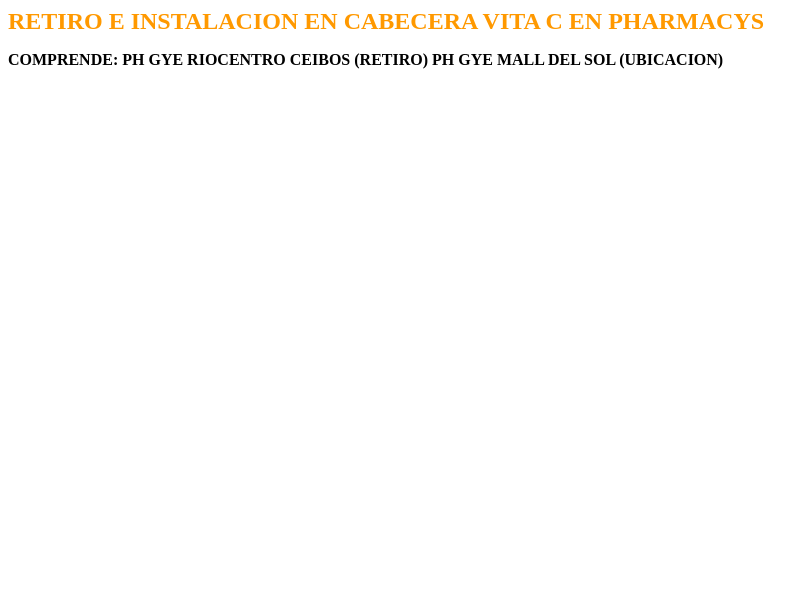 RETIRO E INSTALACION EN CABECERA VITA C EN PHARMACYS
COMPRENDE: PH GYE RIOCENTRO CEIBOS (RETIRO) PH GYE MALL DEL SOL (UBICACION)